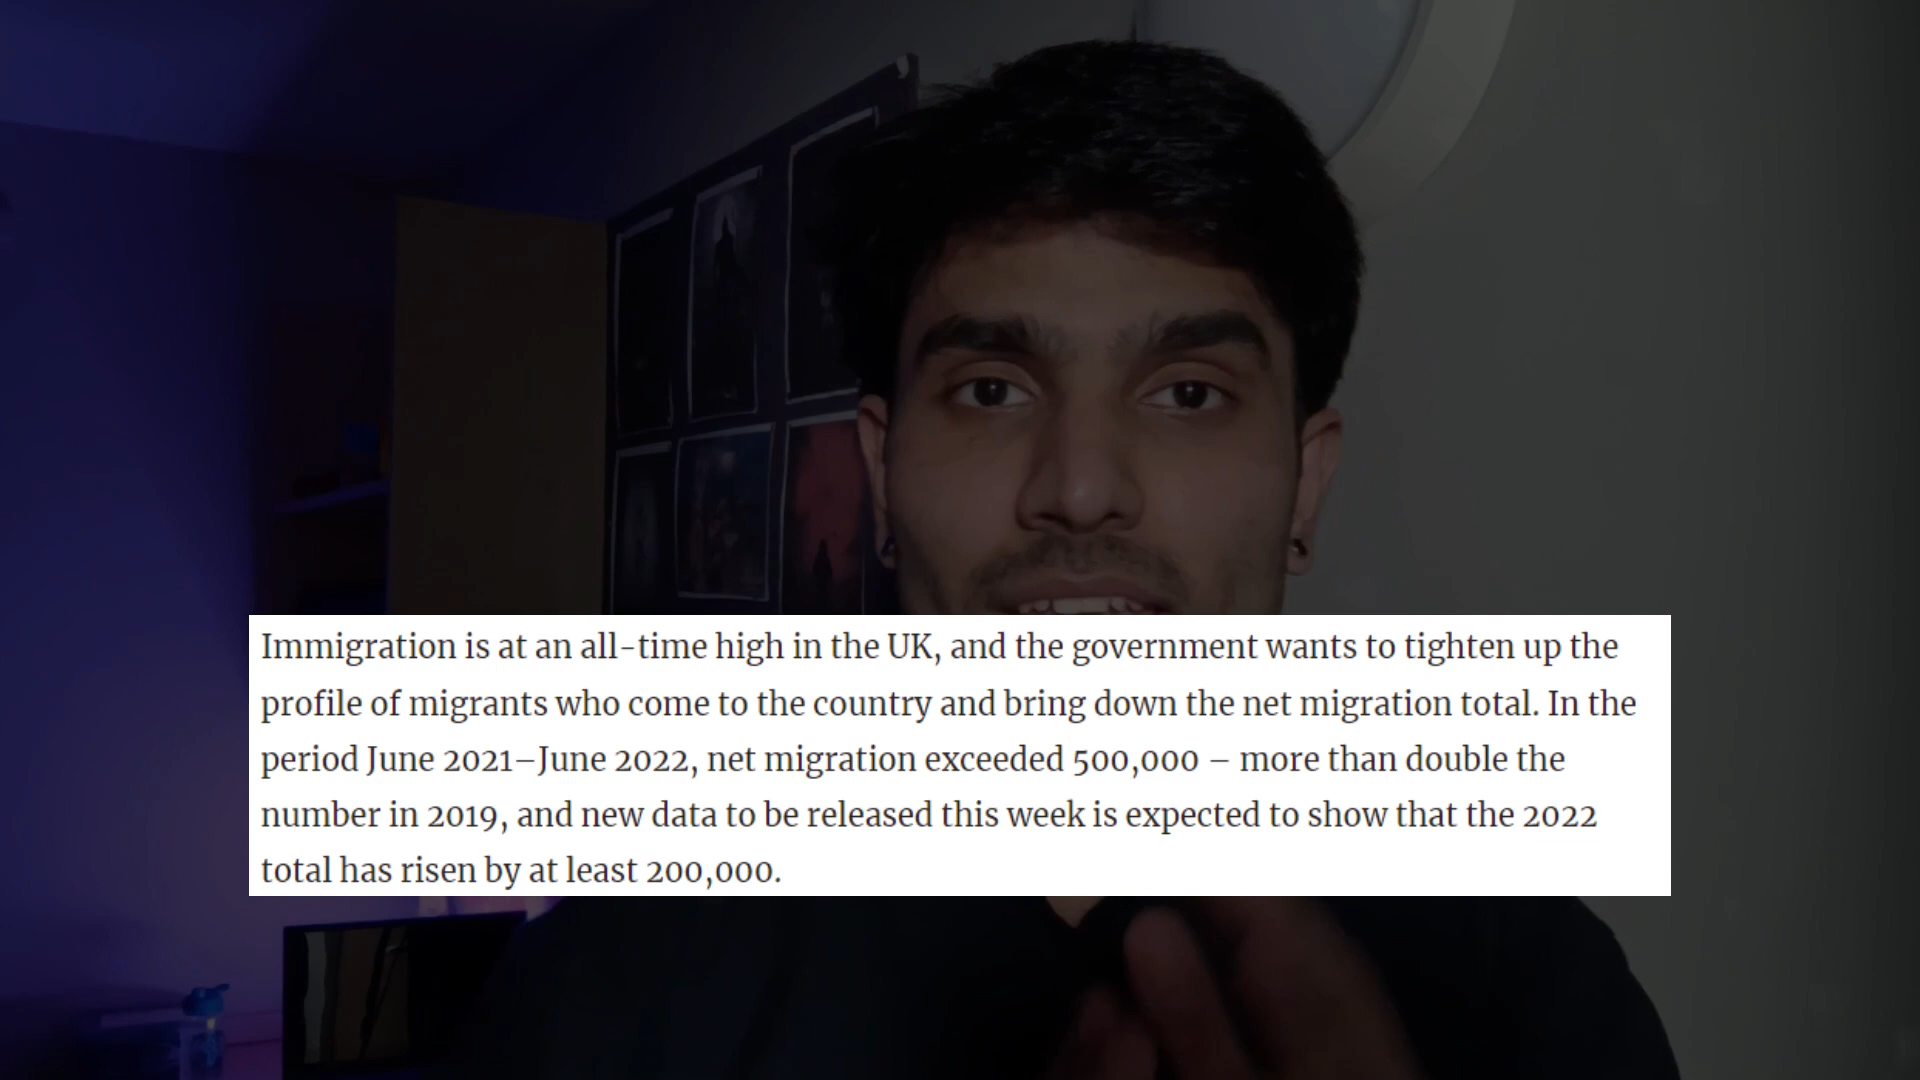 Immigration is at an all-time high in the UK, and the government wants to tighten up the
profile of migrants who come to the country and bring down the net migration total. In the
period June 2021–June 2022, net migration exceeded 500,000 – more than double the
number in 2019, and new data to be released this week is expected to show that the 2022
total has risen by at least 200,000.